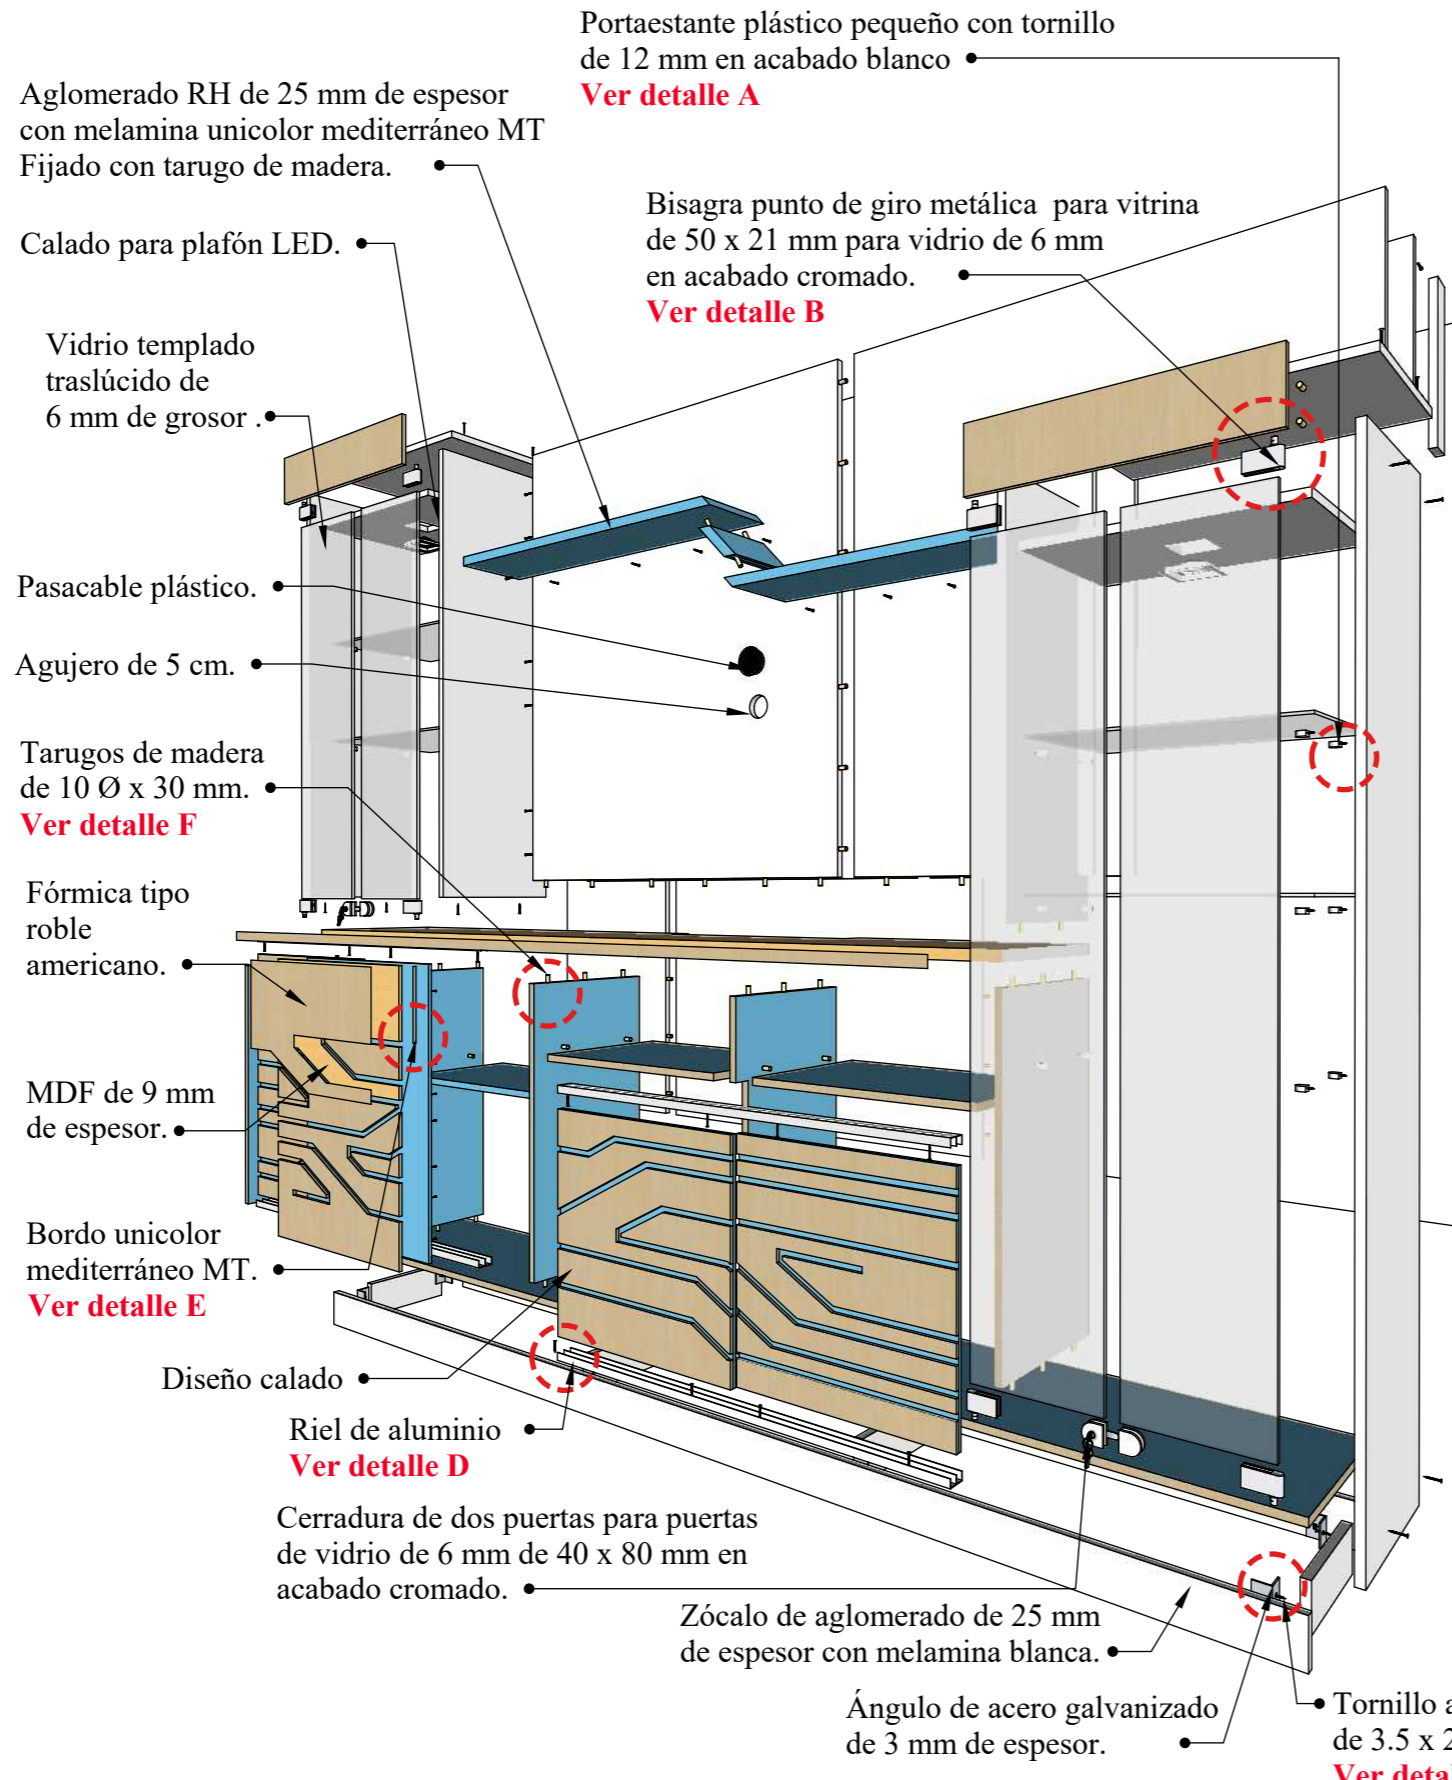 Portaestante plástico pequeño con tornillo
de 12 mm en acabado blanco
Ver detalle A
Aglomerado RH de 25 mm de espesor
con melamina unicolor mediterráneo MT
Fijado con tarugo de madera.
Bisagra punto de giro metálica para vitrina
de 50 x 21 mm para vidrio de 6 mm
en acabado cromado.
Ver detalle B
Calado para plafón LED.
Vidrio templado
traslúcido de
6 mm de grosor .
Pasacable plástico.
Agujero de 5 cm.
Tarugos de madera
de 10 Ø x 30 mm.
Ver detalle F
Fórmica tipo
roble
americano.
MDF de 9 mm
de espesor.
Bordo unicolor
mediterráneo MT.
Ver detalle E
Diseño calado
Riel de aluminio
Ver detalle D
Cerradura de dos puertas para puertas
de vidrio de 6 mm de 40 x 80 mm en
acabado cromado.
Zócalo de aglomerado de 25 mm
de espesor con melamina blanca.
Ángulo de acero galvanizado
de 3 mm de espesor.
Tornillo
de 3.5 x
Ver